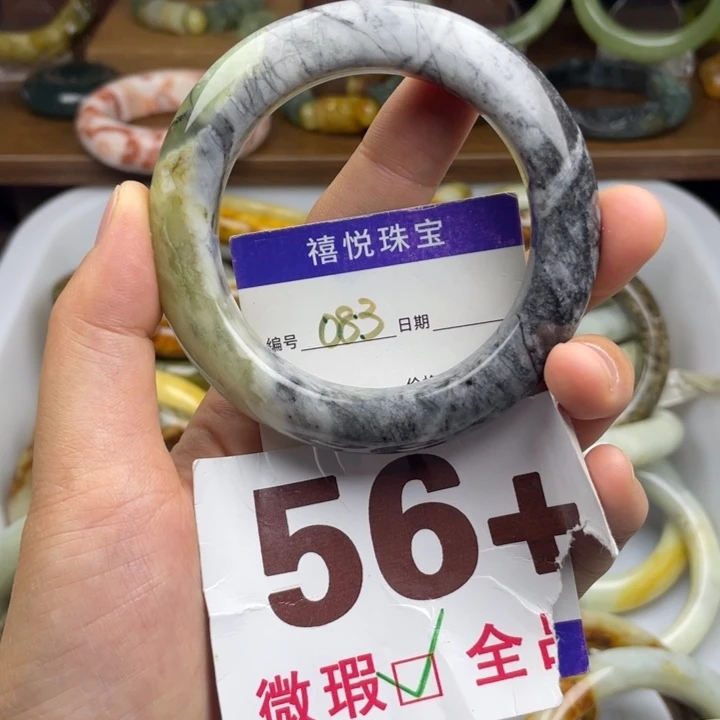 禧悦珠宝
编号 083 日期
56+
微瑕 全